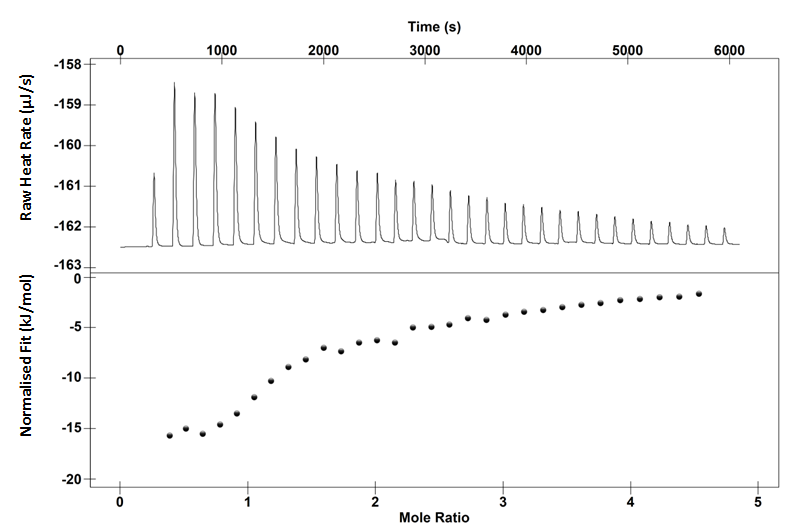 Time (s)
0 1000 2000 3000 4000 5000 6000
Raw Heat Rate (µJ/s)
-158
-159
-160
-161
-162
-163
Normalised Fit (kJ/mol)
0
-5
-10
-15
-20
0 1 2 3 4 5
Mole Ratio